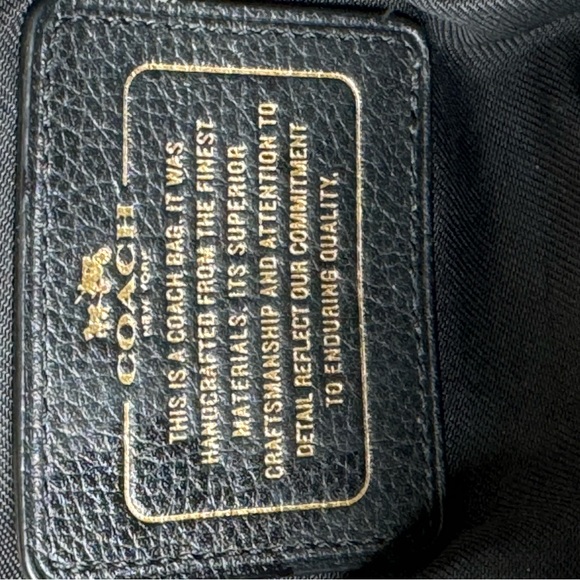 COACH
NEW YORK
THIS IS A COACH BAG. IT WAS
HANDCRAFTED FROM THE FINEST
MATERIALS. ITS SUPERIOR
CRAFTSMANSHIP AND ATTENTION TO
DETAIL REFLECT OUR COMMITMENT
TO ENDURING QUALITY.